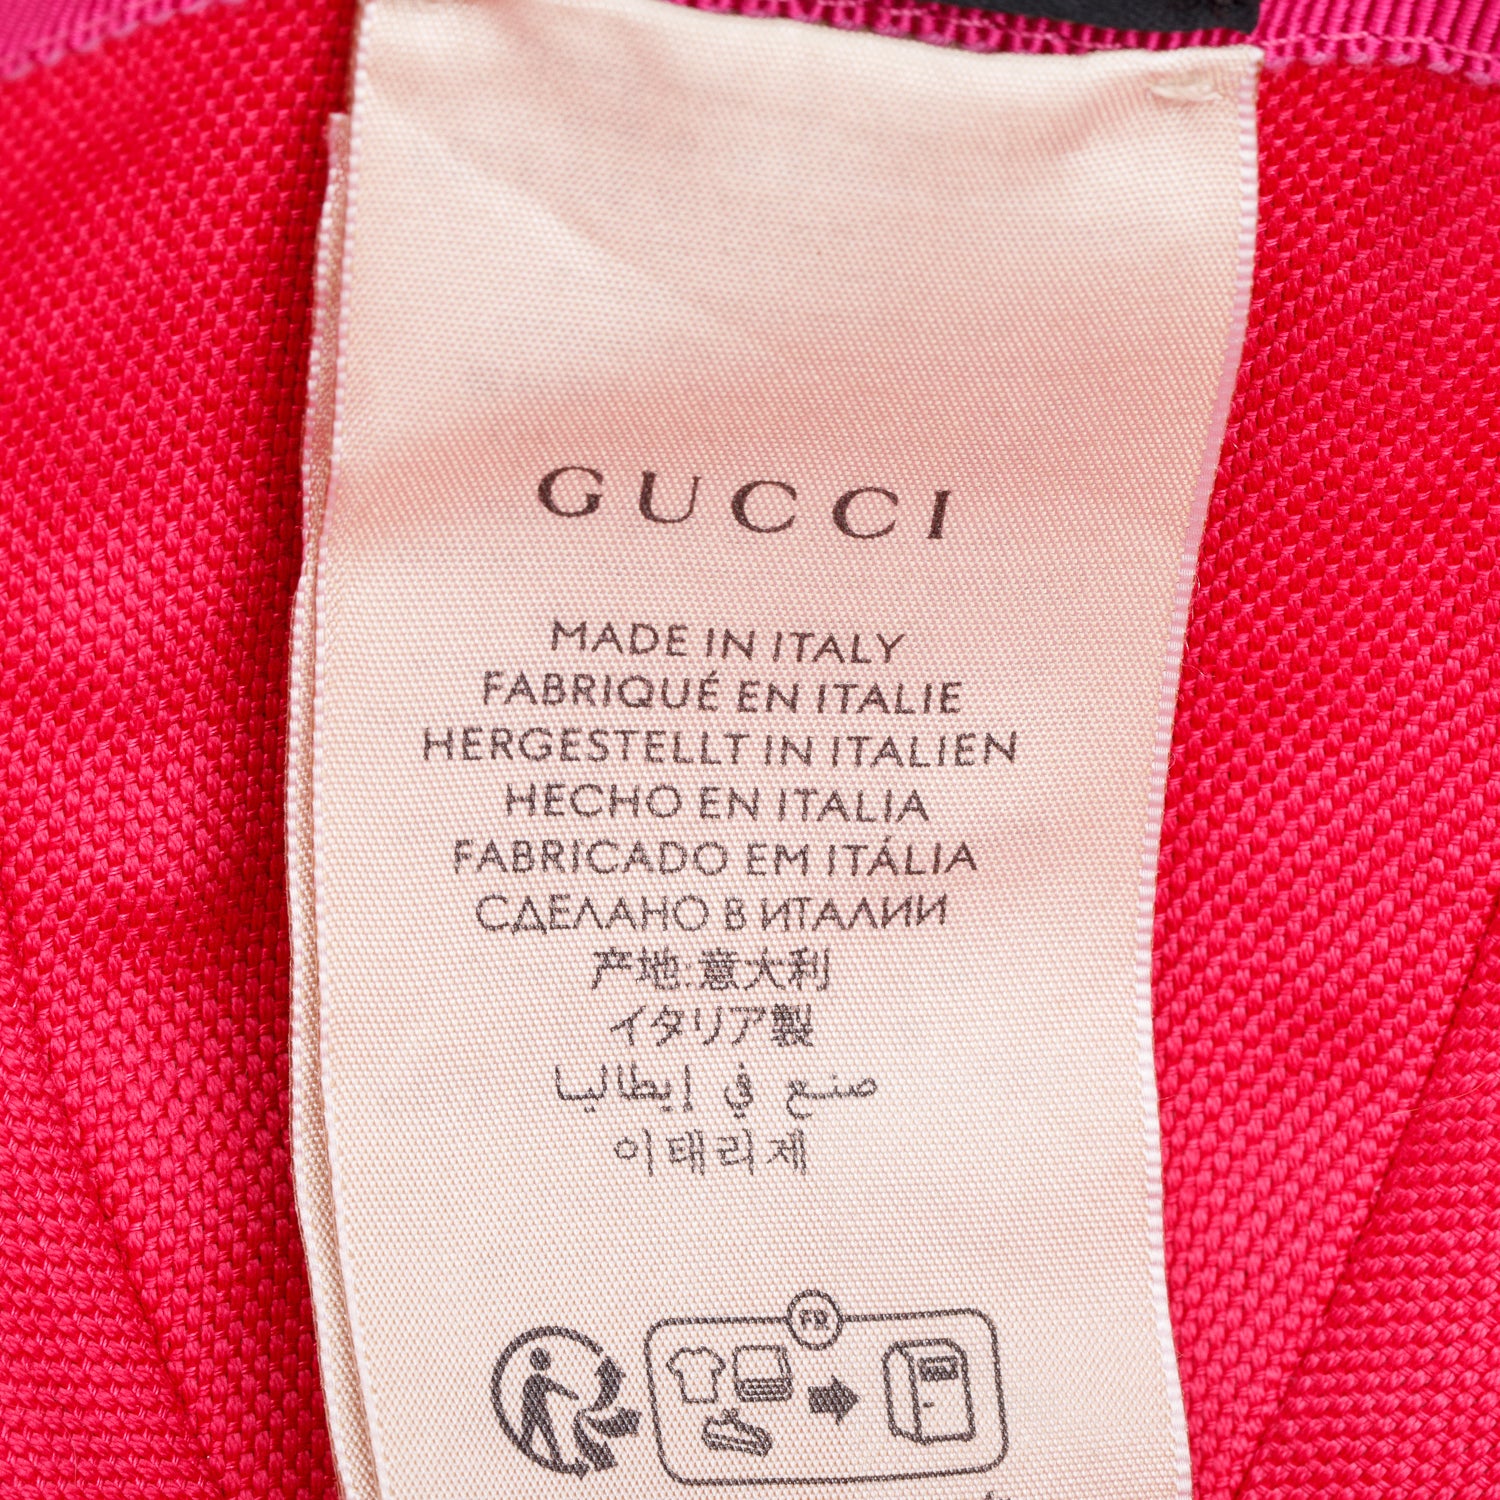 GUCCI
MADE IN ITALY
FABRIQUÉ EN ITALIE
HERGESTELLT IN ITALIEN
HECHO EN ITALIA
FABRICADO EM ITÁLIA
СДЕЛАНО В ИТАЛИИ
产地:意大利
イタリア製
صنع في إيطاليا
이태리제
FR